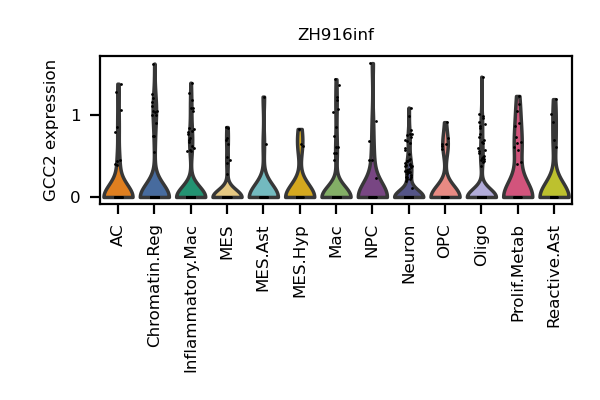 ZH916inf
GCC2 expression
1
0
AC
Chromatin.Reg
Inflammatory.Mac
MES
MES.Ast
MES.Hyp
Mac
NPC
Neuron
OPC
Oligo
Prolif.Metab
Reactive.Ast